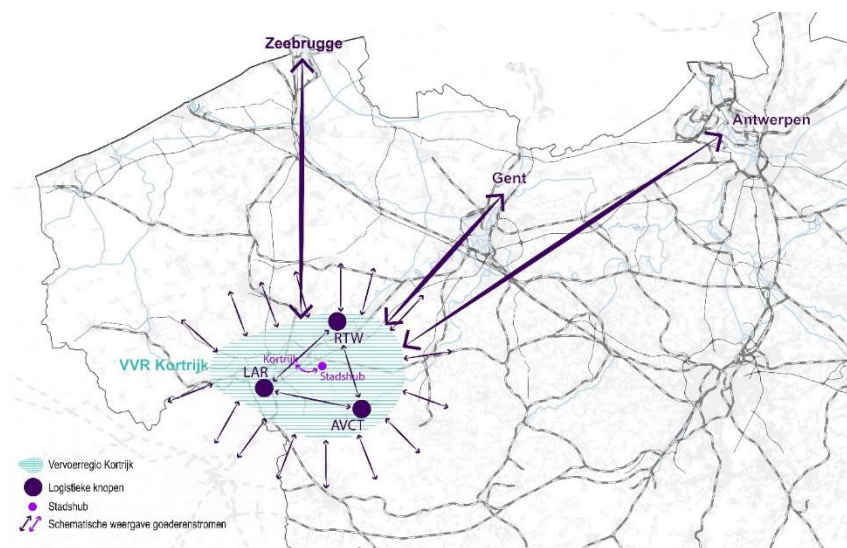 Zeebrugge
Antwerpen
Gent
VVR Kortrijk
RTW
Kortrijk
LAR
Stadshub
AVCT
Vervoerregio Kortrijk
Logistieke knopen
Stadshub
Schematische weergave goederenstromen